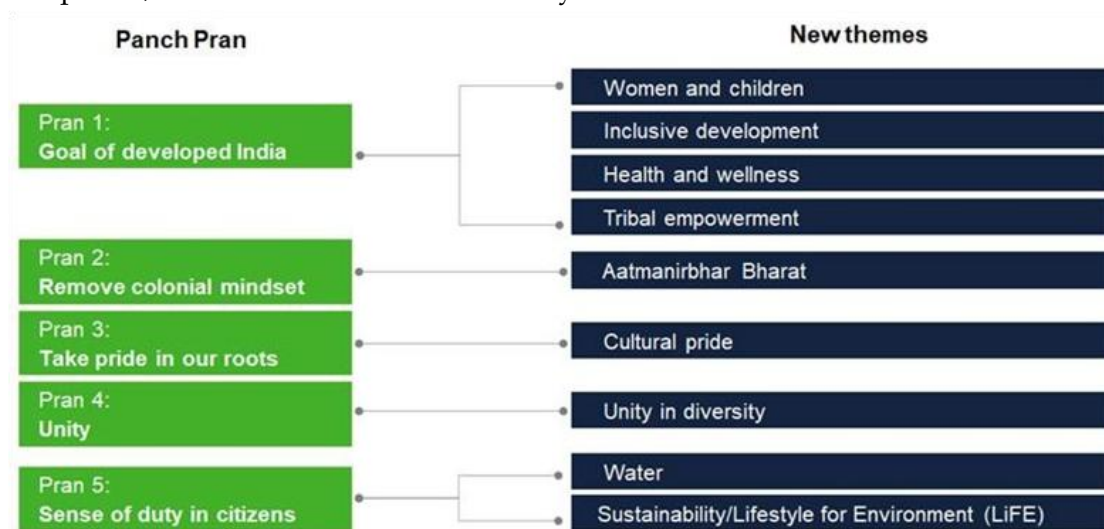 Panch Pran
Pran 1:
Goal of developed India
Pran 2:
Remove colonial mindset
Pran 3:
Take pride in our roots
Pran 4:
Unity
Pran 5:
Sense of duty in citizens
New themes
Women and children
Inclusive development
Health and wellness
Tribal empowerment
Aatmanirbhar Bharat
Cultural pride
Unity in diversity
Water
Sustainability/Lifestyle for Environment (LiFE)